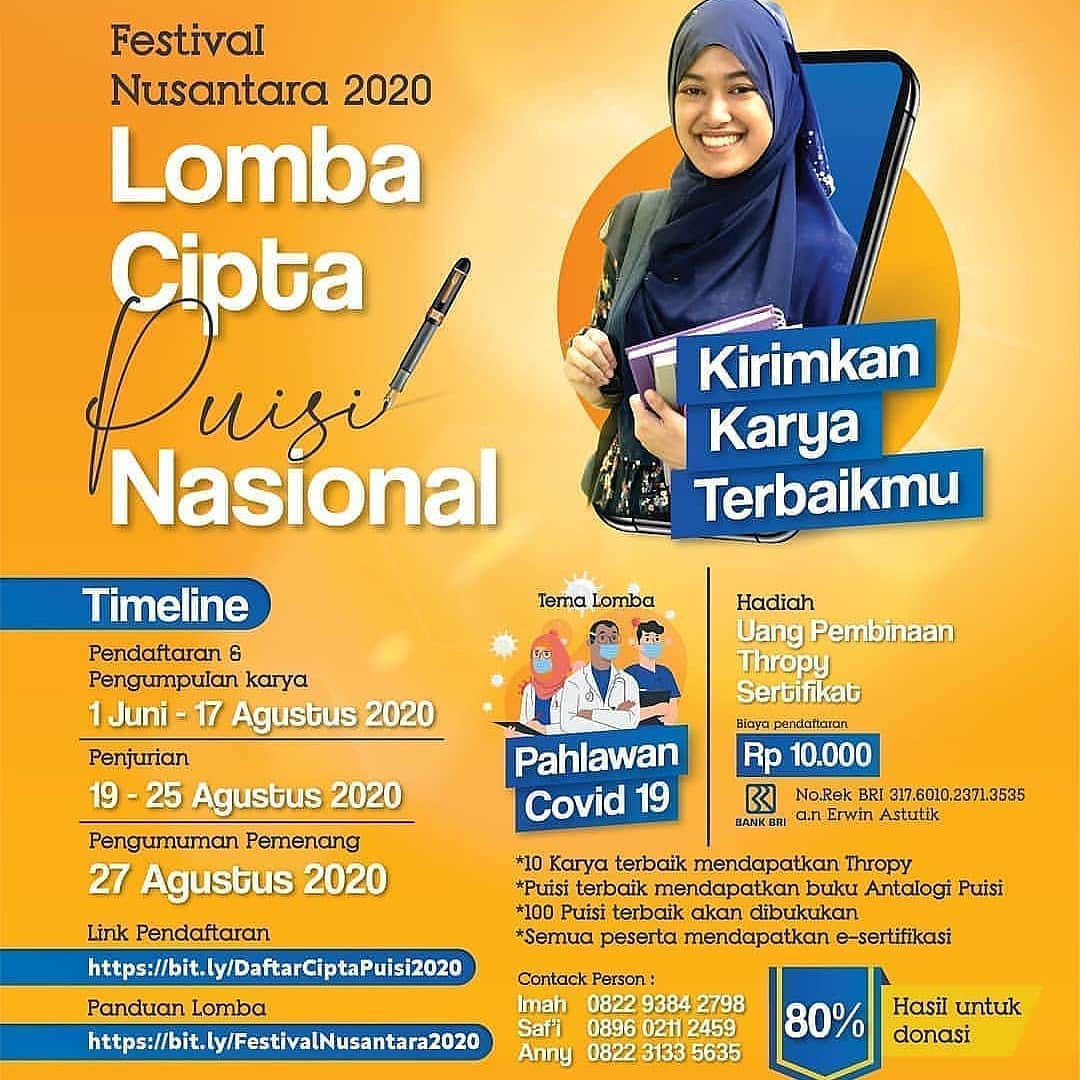 Festival
Nusantara 2020
Lomba
Cipta
Puisi
Nasional
Kirimkan
Karya
Terbaikmu
Timeline
Pendaftaran &
Pengumpulan karya
1 Juni - 17 Agustus 2020
Penjurian
19 - 25 Agustus 2020
Pengumuman Pemenang
27 Agustus 2020
Link Pendaftaran
https://bit.ly/DaftarCiptaPuisi2020
Panduan Lomba
https://bit.ly/FestivalNusantara2020
Tema Lomba
Pahlawan
Covid 19
Hadiah
Uang Pembinaan
Thropy
Sertifikat
Biaya pendaftaran
Rp 10.000
BANK BRI
No.Rek BRI 317.6010.2371.3535
a.n Erwin Astutik
*10 Karya terbaik mendapatkan Thropy
*Puisi terbaik mendapatkan buku Antalogi Puisi
*100 Puisi terbaik akan dibukukan
*Semua peserta mendapatkan e-sertifikasi
Contack Person :
Imah 0822 9384 2798
Saf'i 0896 0211 2459
Anny 0822 3133 5635
80%
Hasil untuk
donasi